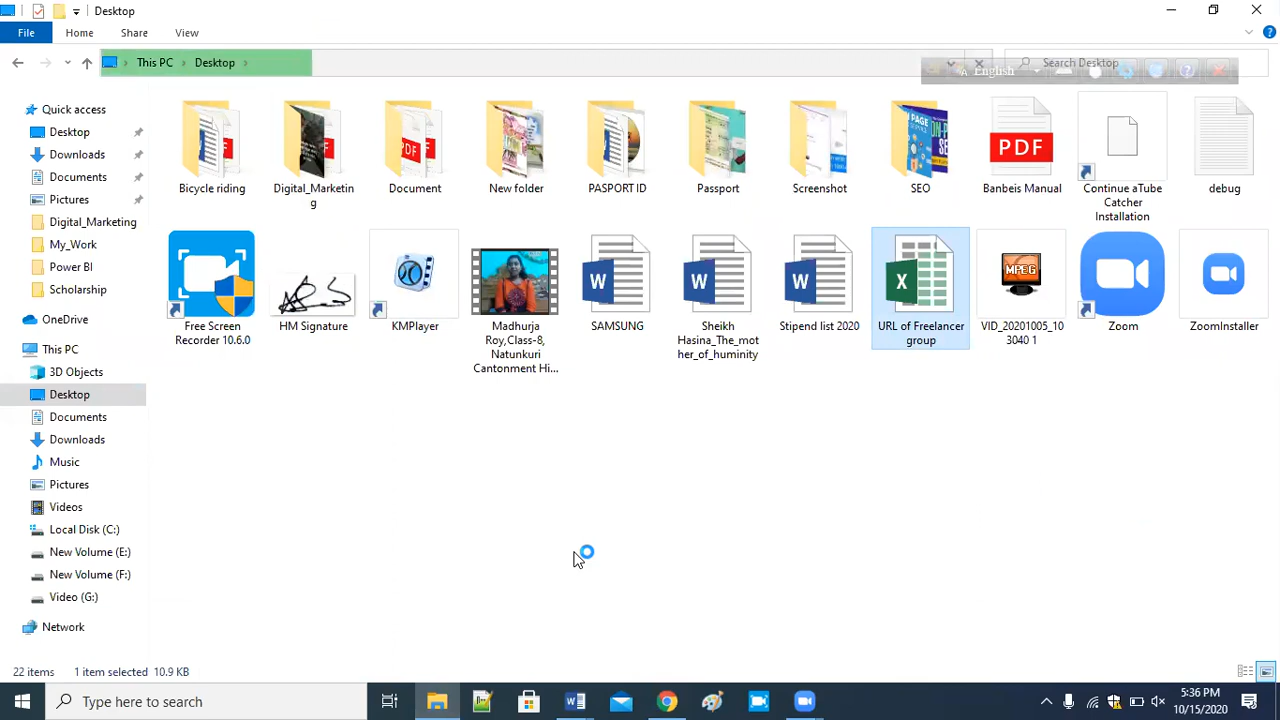 Desktop
File Home Share View
This PC Desktop
Search Desktop
English
Quick access
Desktop
Downloads
Documents
Pictures
Digital_Marketing
My_Work
Power BI
Scholarship
OneDrive
This PC
3D Objects
Desktop
Documents
Downloads
Music
Pictures
Videos
Local Disk (C:)
New Volume (E:)
New Volume (F:)
Video (G:)
Network
Bicycle riding
Digital_Marketin
g
Document
New folder
PASPORT ID
Passport
Screenshot
SEO
Banbeis Manual
Continue aTube
Catcher
Installation
debug
PDF
Free Screen
Recorder 10.6.0
HM Signature
KMPlayer
Madhurja
Roy,Class-8,
Natunkuri
Cantonment Hi...
SAMSUNG
Sheikh
Hasina_The_mot
her_of_huminity
Stipend list 2020
URL of Freelancer
group
MPEG
VID_20201005_10
3040 1
Zoom
ZoomInstaller
22 items 1 item selected 10.9 KB
Type here to search
5:36 PM
10/15/2020